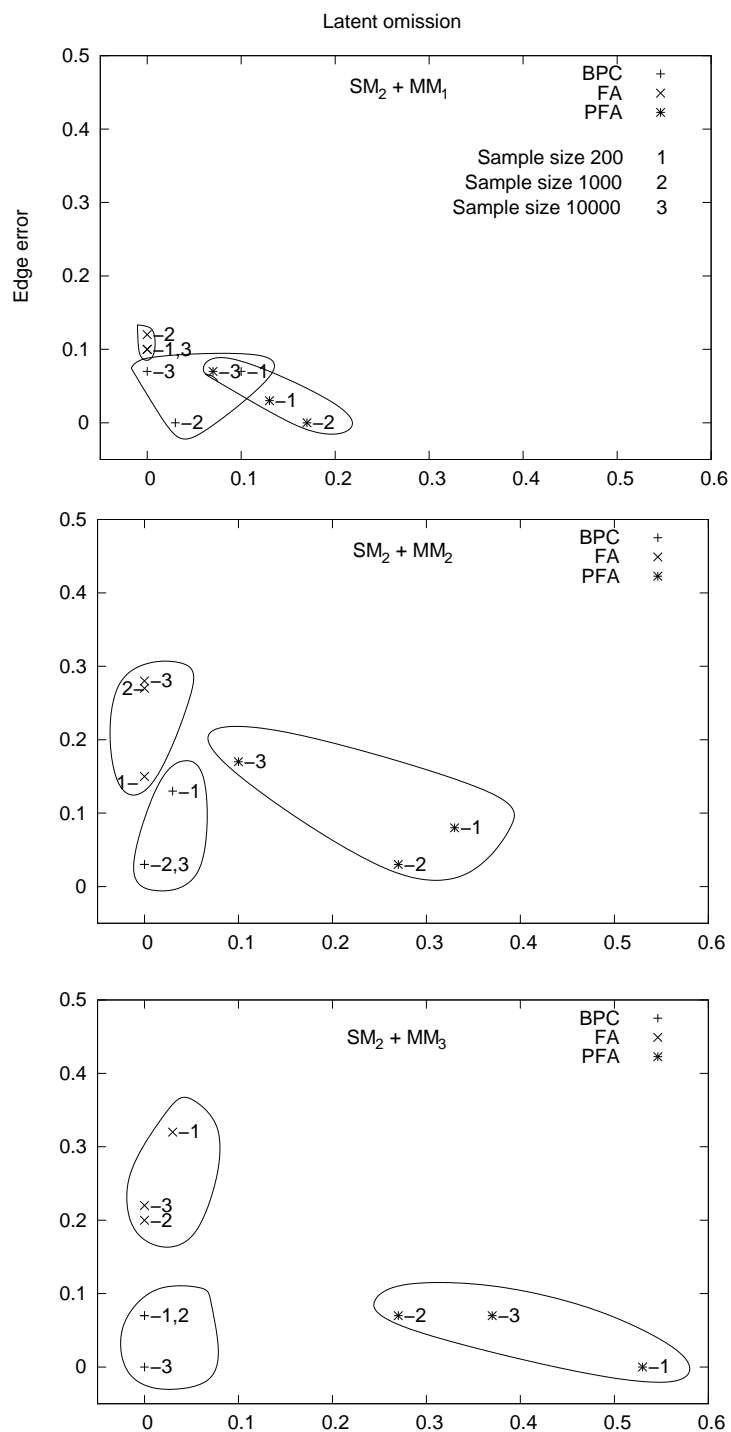 Latent omission
Edge error
0.5
SM2 + MM1
BPC
FA
PFA
0.4
Sample size 200 1
Sample size 1000 2
Sample size 10000 3
0.3
0.2
–2
0.1
–1,3
–3
–3
–1
–1
0
–2
–2
0 0.1 0.2 0.3 0.4 0.5 0.6
0.5
SM2 + MM2
BPC
FA
PFA
0.4
0.3
–3
2–
0.2
–3
1–
–1
0.1
–1
–2,3
–2
0
0 0.1 0.2 0.3 0.4 0.5 0.6
0.5
SM2 + MM3
BPC
FA
PFA
0.4
–1
0.3
–3
0.2
–2
0.1
–1,2
–2
–3
0
–3
–1
0 0.1 0.2 0.3 0.4 0.5 0.6